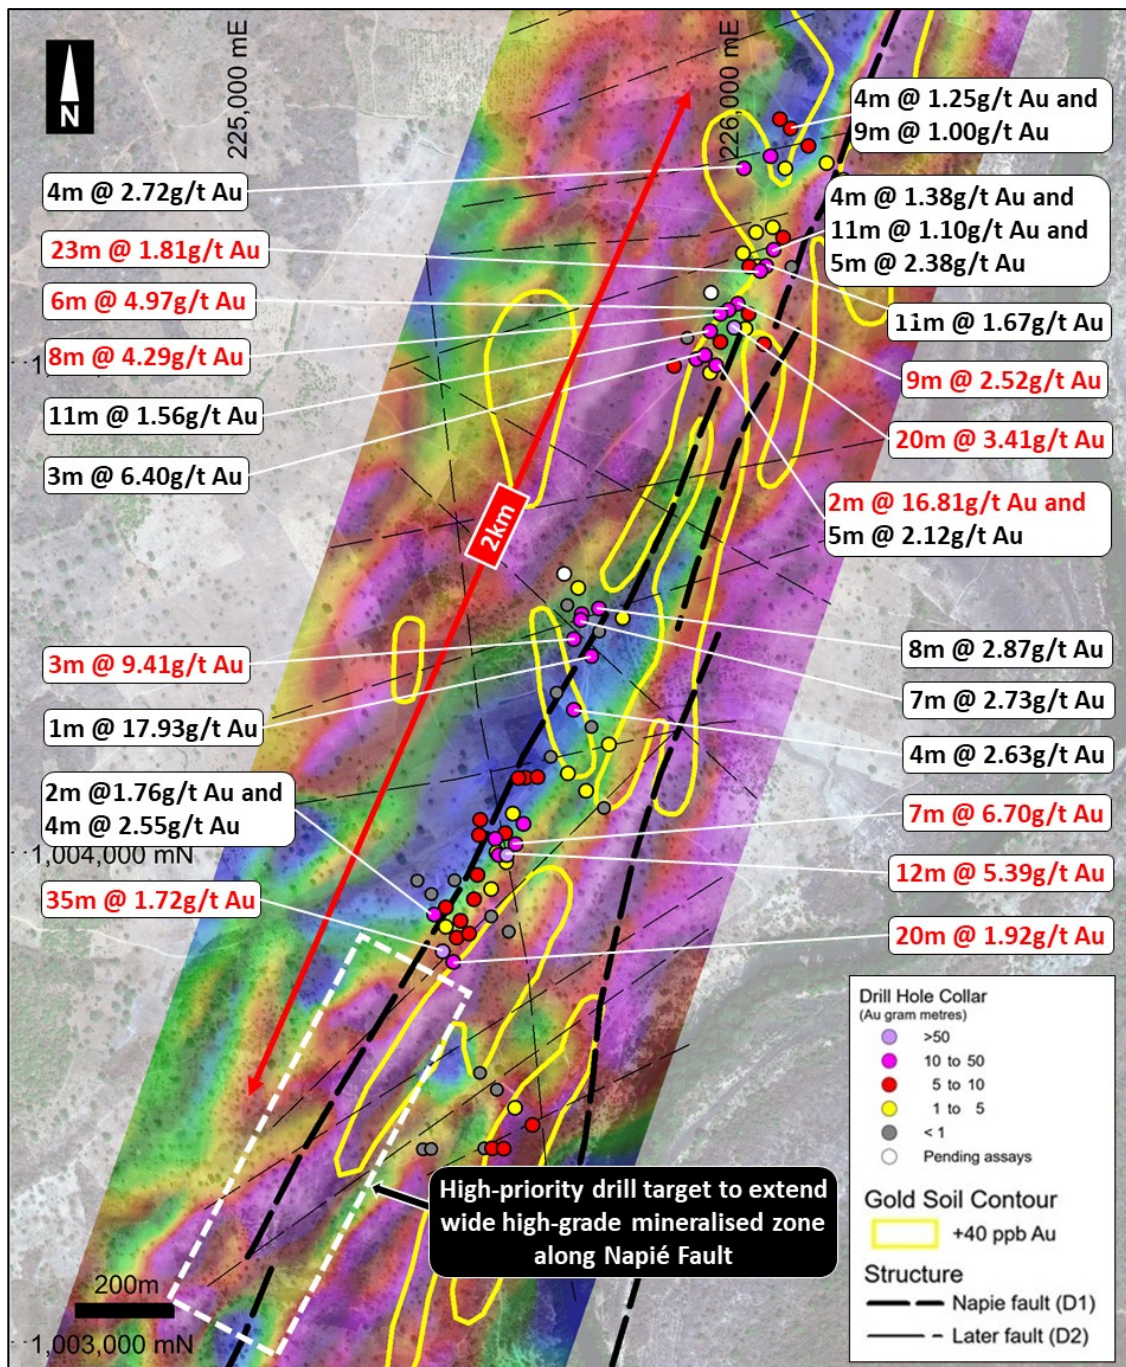 N
225,000 mE
226,000 mE
4m @ 1.25g/t Au and
9m @ 1.00g/t Au
4m @ 2.72g/t Au
4m @ 1.38g/t Au and
11m @ 1.10g/t Au and
5m @ 2.38g/t Au
23m @ 1.81g/t Au
6m @ 4.97g/t Au
11m @ 1.67g/t Au
8m @ 4.29g/t Au
9m @ 2.52g/t Au
11m @ 1.56g/t Au
20m @ 3.41g/t Au
3m @ 6.40g/t Au
2m @ 16.81g/t Au and
5m @ 2.12g/t Au
2km
8m @ 2.87g/t Au
3m @ 9.41g/t Au
7m @ 2.73g/t Au
1m @ 17.93g/t Au
4m @ 2.63g/t Au
2m @1.76g/t Au and
4m @ 2.55g/t Au
7m @ 6.70g/t Au
1,004,000 mN
12m @ 5.39g/t Au
35m @ 1.72g/t Au
20m @ 1.92g/t Au
High-priority drill target to extend
wide high-grade mineralised zone
along Napié Fault
200m
1,003,000 mN
Drill Hole Collar
(Au gram metres)
>50
10 to 50
5 to 10
1 to 5
< 1
Pending assays
Gold Soil Contour
+40 ppb Au
Structure
Napie fault (D1)
Later fault (D2)